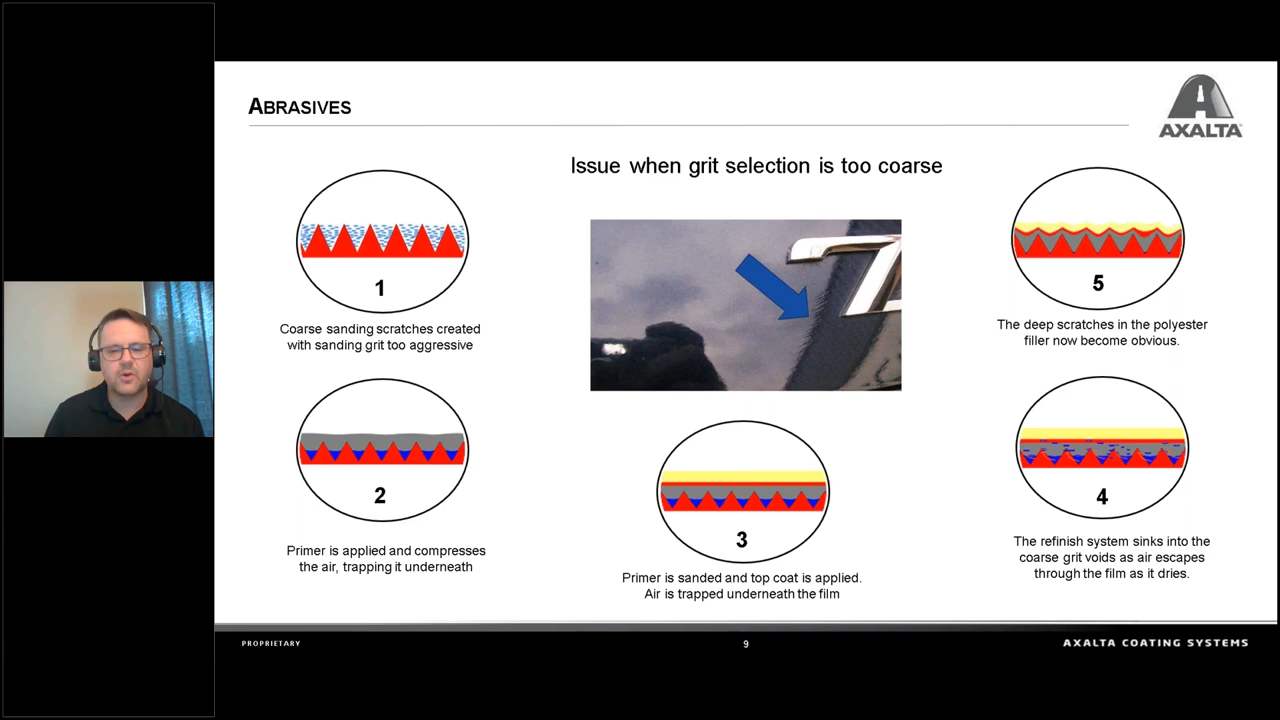 ABRASIVES
AXALTA
Issue when grit selection is too coarse
1
Coarse sanding scratches created
with sanding grit too aggressive
2
Primer is applied and compresses
the air, trapping it underneath
3
Primer is sanded and top coat is applied.
Air is trapped underneath the film
4
The refinish system sinks into the
coarse grit voids as air escapes
through the film as it dries.
5
The deep scratches in the polyester
filler now become obvious.
PROPRIETARY
9
AXALTA COATING SYSTEMS